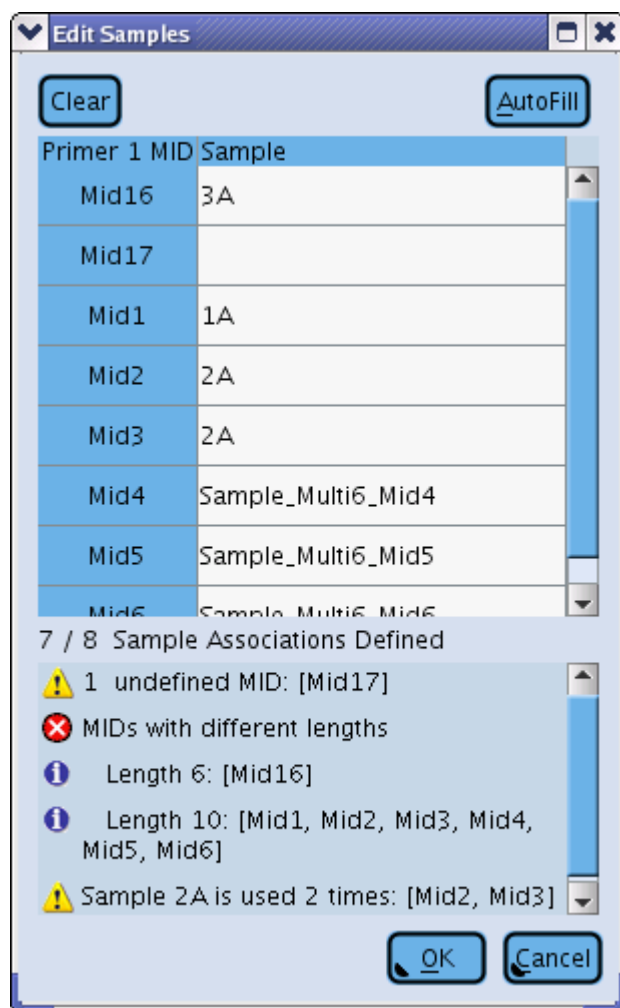 Edit Samples
Clear
AutoFill
Primer 1 MID Sample
Mid16 3A
Mid17
Mid1 1A
Mid2 2A
Mid3 2A
Mid4 Sample_Multi6_Mid4
Mid5 Sample_Multi6_Mid5
Mid6 Sample_Multi6_Mid6
7 / 8 Sample Associations Defined
1 undefined MID: [Mid17]
MIDs with different lengths
Length 6: [Mid16]
Length 10: [Mid1, Mid2, Mid3, Mid4,
Mid5, Mid6]
Sample 2A is used 2 times: [Mid2, Mid3]
OK
Cancel